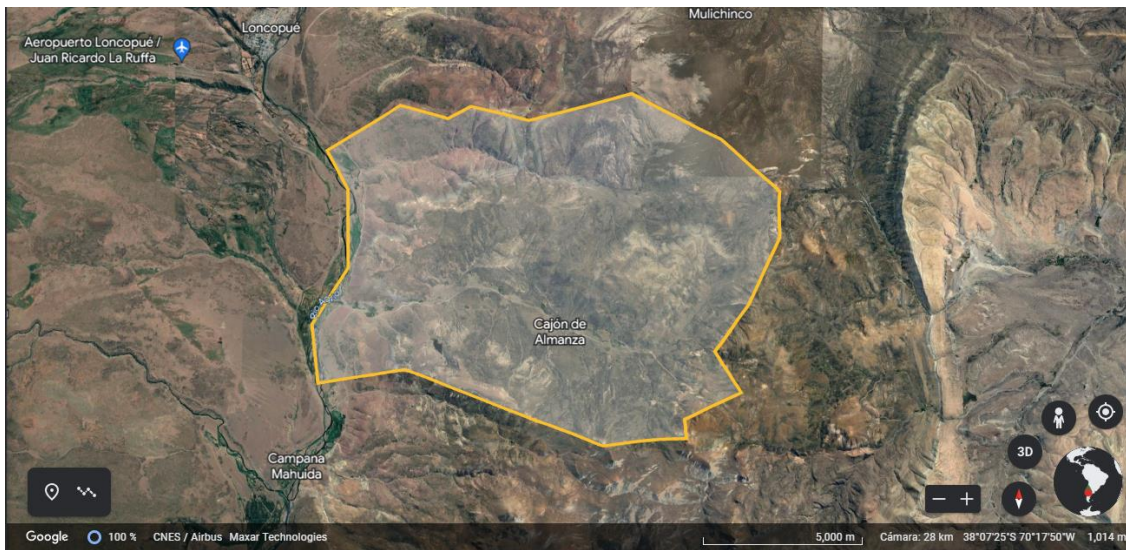 Mulichinco
Loncopué
Aeropuerto Loncopué /
Juan Ricardo La Ruffa
Cajón de
Almanza
Campana
Mahuida
3D
Google
100 %
CNES / Airbus Maxar Technologies
5,000 m
Cámara: 28 km 38°07'25"S 70°17'50"W 1,014 m